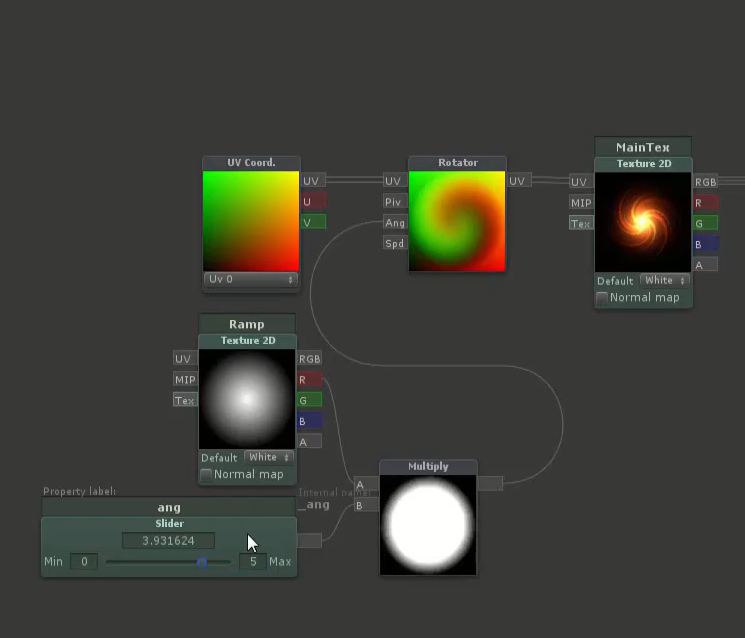 MainTex
UV Coord.
Rotator
Texture 2D
UV
UV
UV
UV
RGB
U
Piv
MIP
R
V
Ang
Tex
G
Spd
B
A
Uv 0
Default
White
Normal map
Ramp
Texture 2D
UV
RGB
MIP
R
Tex
G
B
A
Default
White
Normal map
Multiply
A
B
Property label:
Internal name:
ang
_ang
Slider
3.931624
Min
0
5
Max